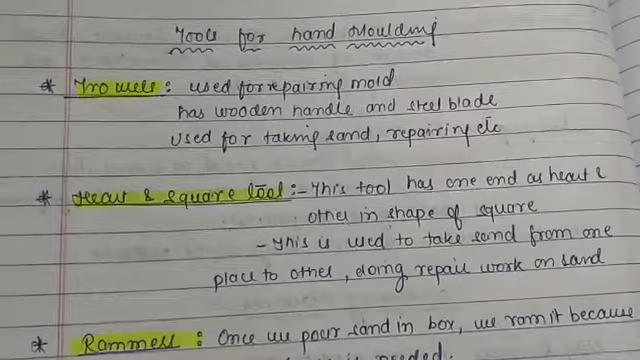 Tools for hand Moulding
* Trowels : used for repairing mold
has wooden handle and steel blade
used for taking sand, repairing etc
* Heart & Square tool :- This tool has one end as heart &
other in shape of square
- This is used to take sand from one
place to other, doing repair work on sand
* Rammers : Once we pour sand in box, we ram it because
is needed.